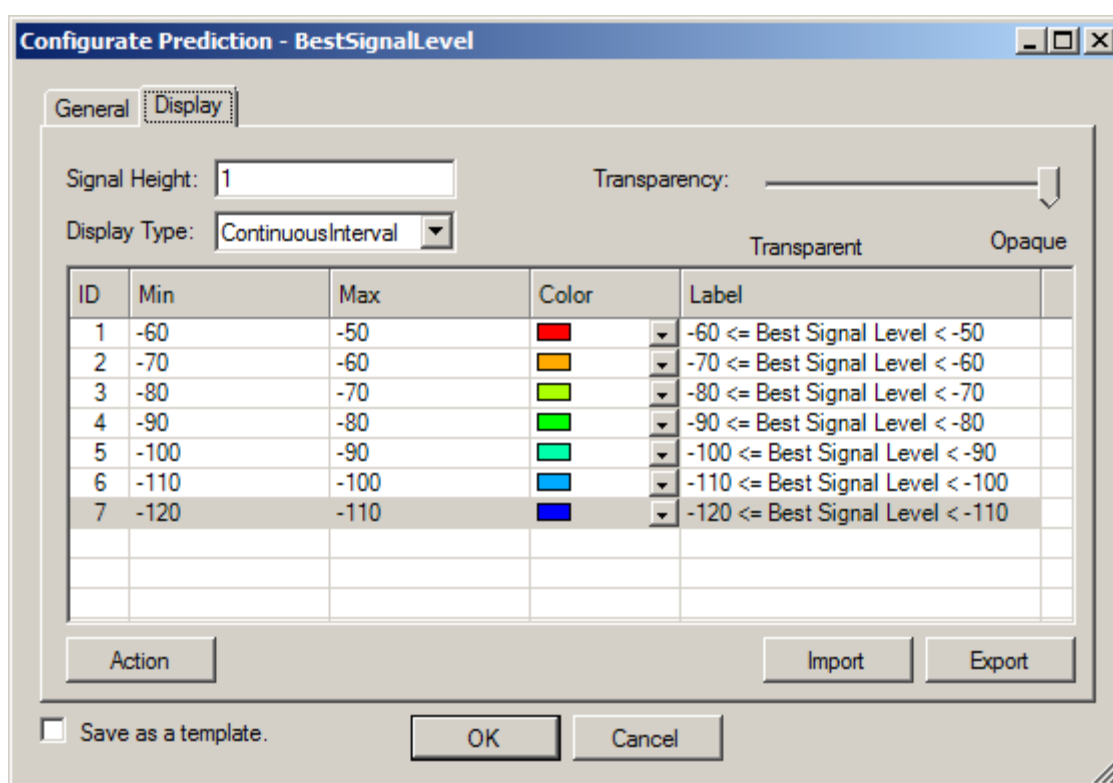 Configurate Prediction - BestSignalLevel
General Display
Signal Height: 1 Transparency:
Display Type: ContinuousInterval Transparent Opaque
ID Min Max Color Label
1 -60 -50 -60 <= Best Signal Level < -50
2 -70 -60 -70 <= Best Signal Level < -60
3 -80 -70 -80 <= Best Signal Level < -70
4 -90 -80 -90 <= Best Signal Level < -80
5 -100 -90 -100 <= Best Signal Level < -90
6 -110 -100 -110 <= Best Signal Level < -100
7 -120 -110 -120 <= Best Signal Level < -110
Action Import Export
Save as a template. OK Cancel